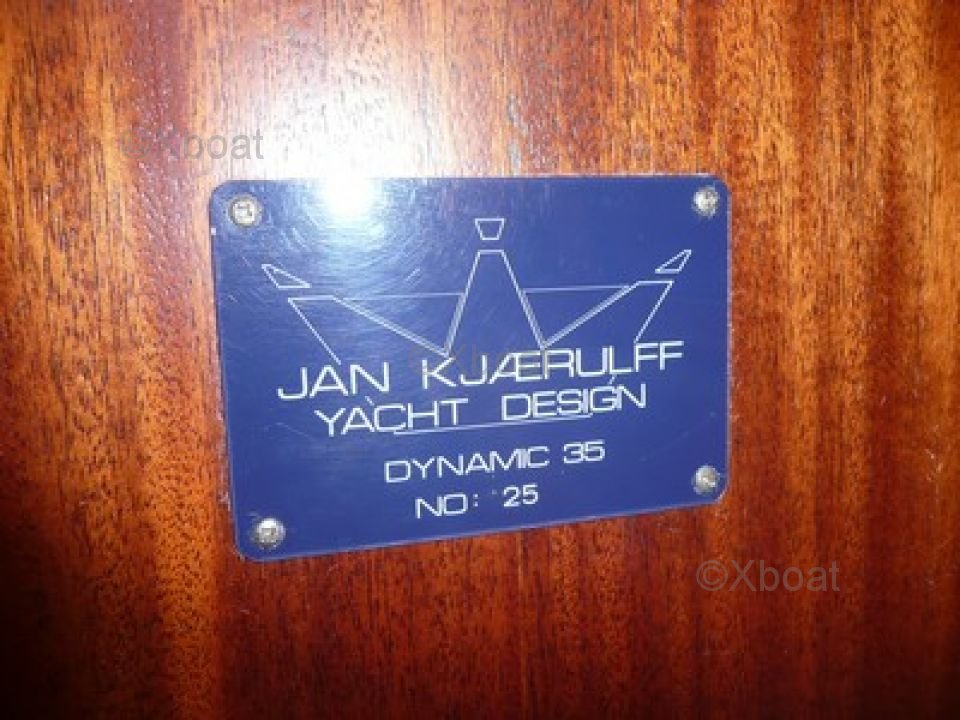 ©Xboat
JAN KJÆRULFF
YACHT DESIGN
DYNAMIC 35
NO: 25
©Xboat